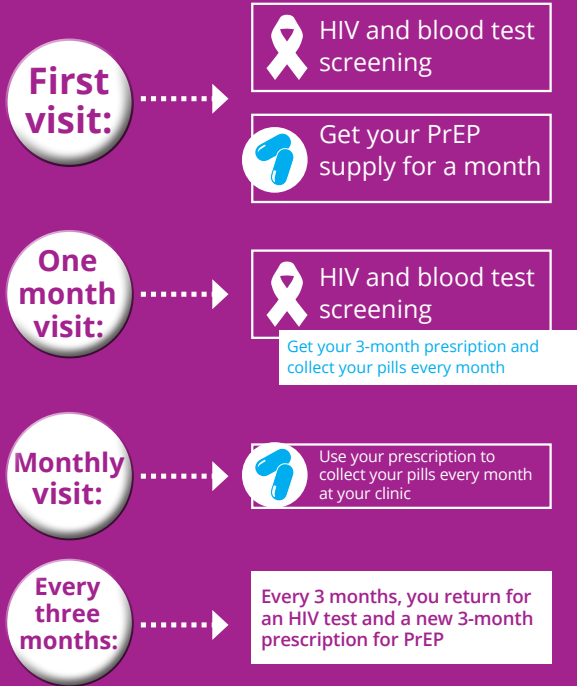 First
visit:
HIV and blood test
screening
Get your PrEP
supply for a month
One
month
visit:
HIV and blood test
screening
Get your 3-month presription and
collect your pills every month
Monthly
visit:
Use your prescription to
collect your pills every month
at your clinic
Every
three
months:
Every 3 months, you return for
an HIV test and a new 3-month
prescription for PrEP